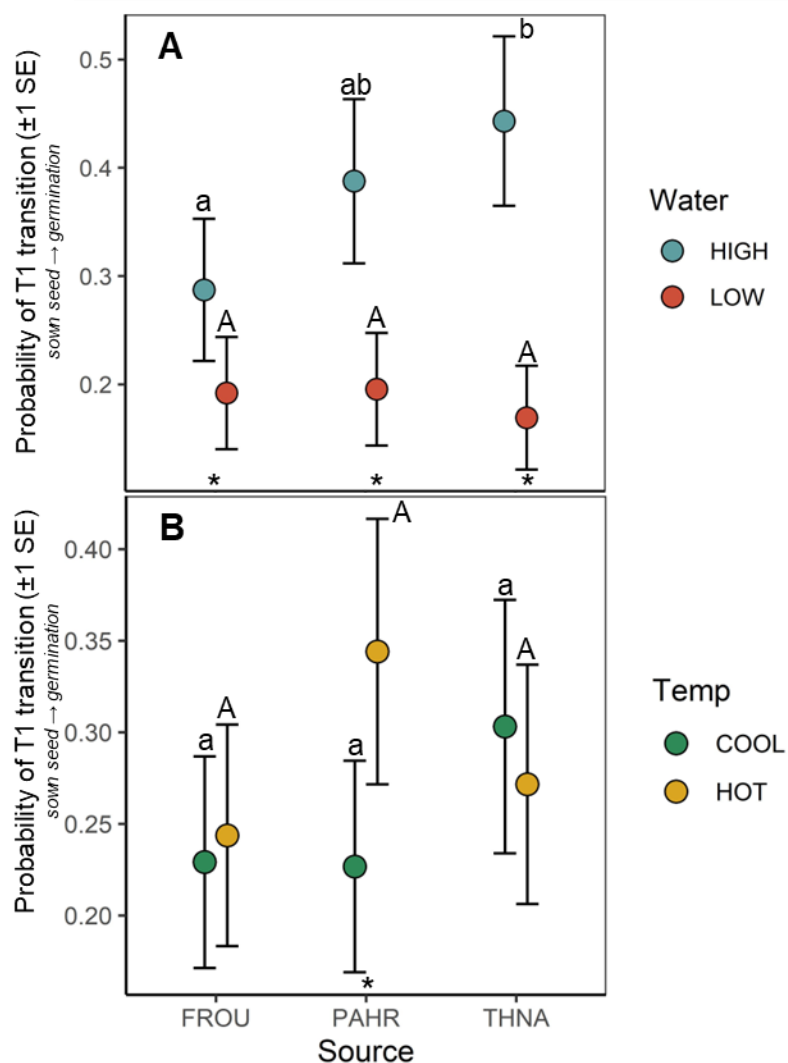 A
Probability of T1 transition (±1 SE)
sown seed → germination
0.5
0.4
0.3
0.2
a
A
ab
A
b
A
*
*
*
Water
HIGH
LOW
B
Probability of T1 transition (±1 SE)
sown seed → germination
0.40
0.35
0.30
0.25
0.20
a
A
a
A
a
A
*
Temp
COOL
HOT
FROU
PAHR
THNA
Source